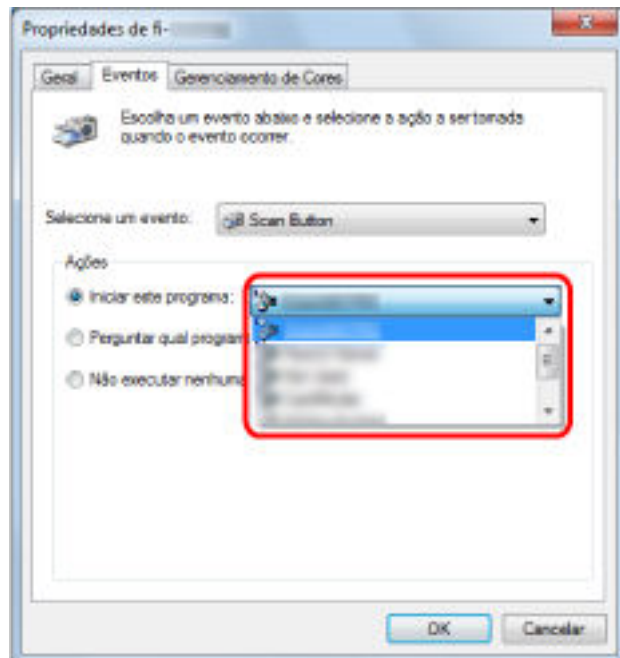 Propriedades de fi-
Geral Eventos Gerenciamento de Cores
Escolha um evento abaixo e selecione a ação a ser tomada
quando o evento ocorrer.
Selecione um evento: Scan Button
Ações
Iniciar este programa:
Perguntar qual program
Não executar nenhuma
OK Cancelar